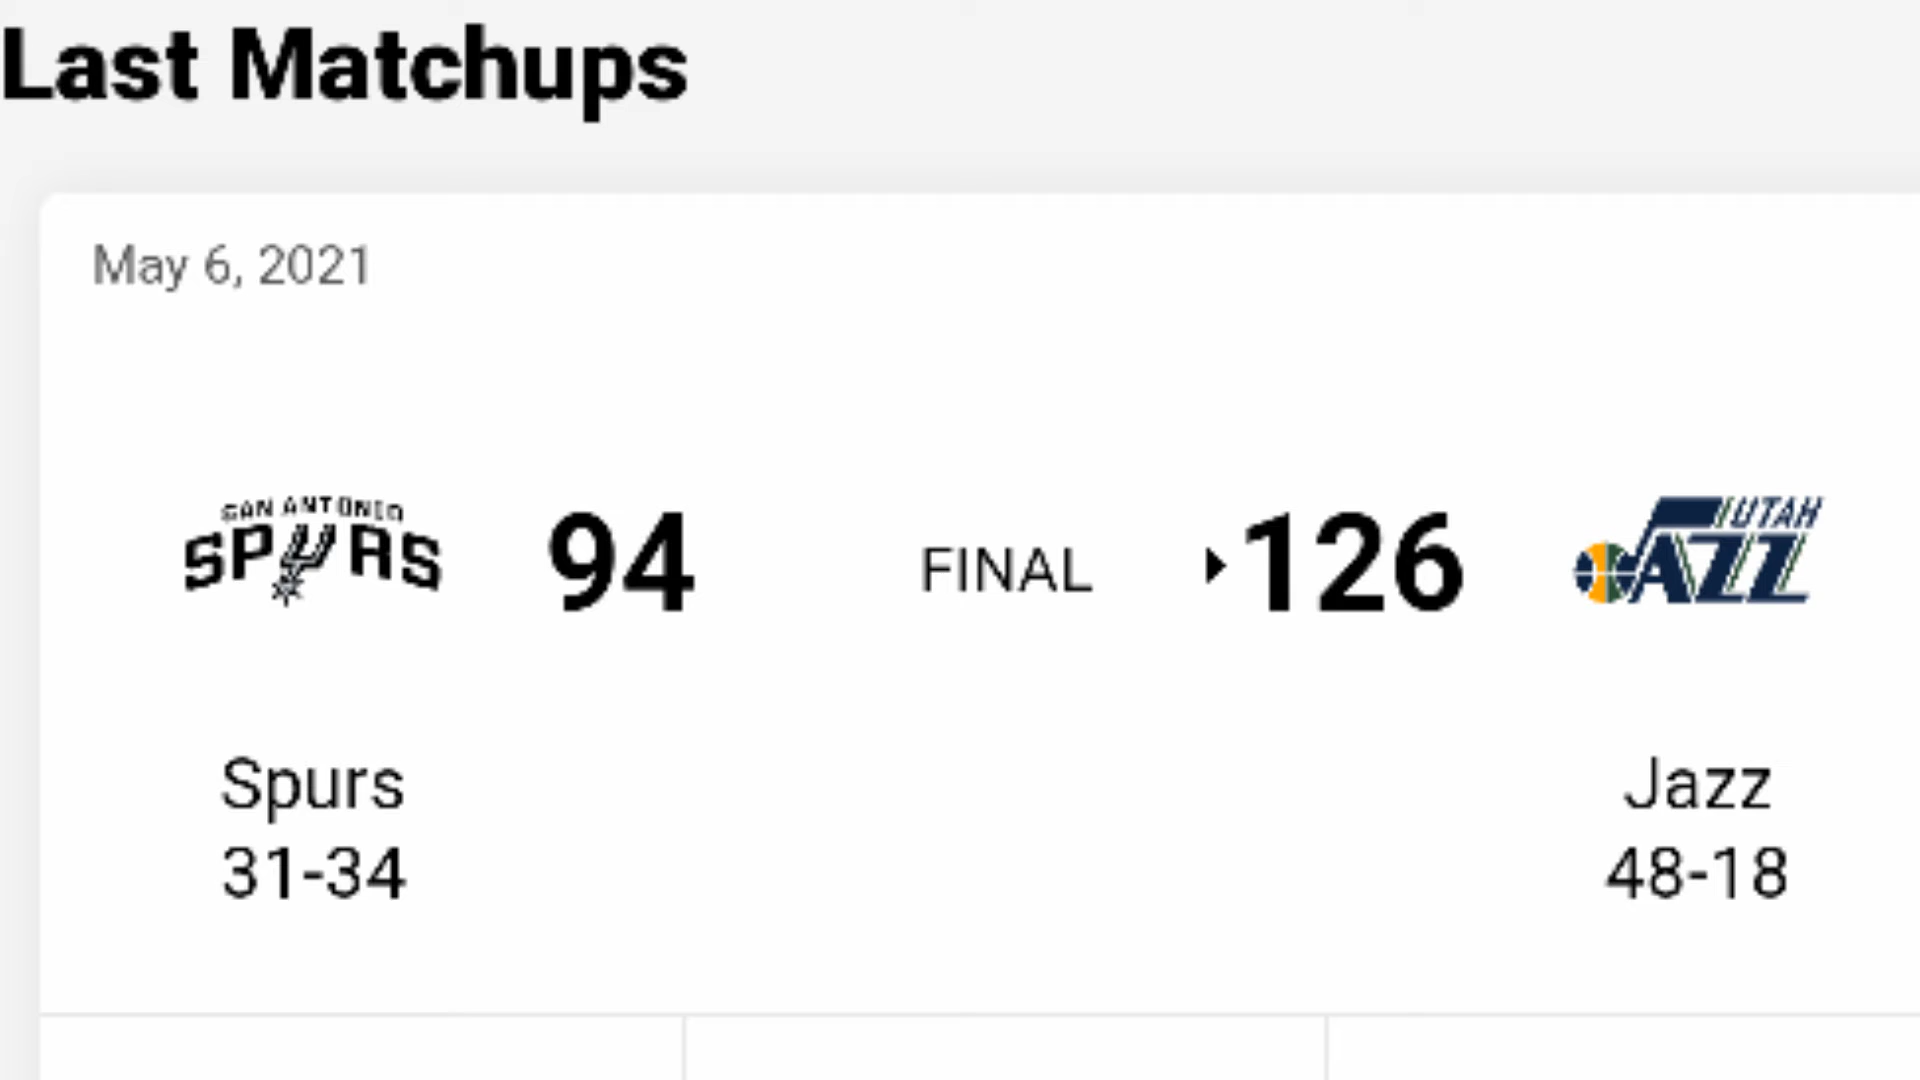 Last Matchups
May 6, 2021
SAN ANTONIO
SPURS
94
FINAL
126
UTAH
JAZZ
Spurs
31-34
Jazz
48-18